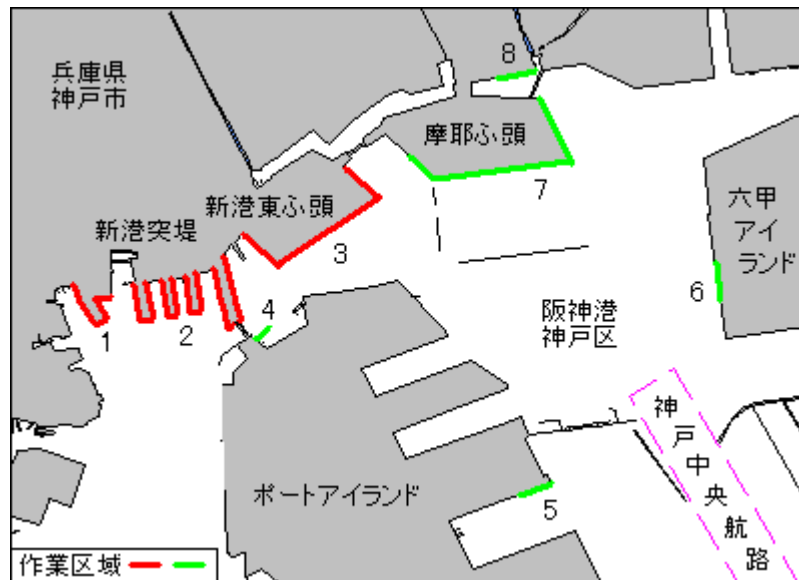 8
兵庫県
神戸市
摩耶ふ頭
7
六甲
アイ
ランド
新港東ふ頭
新港突堤
3
6
4
1
2
阪神港
神戸区
神戸中央航路
ポートアイランド
5
作業区域